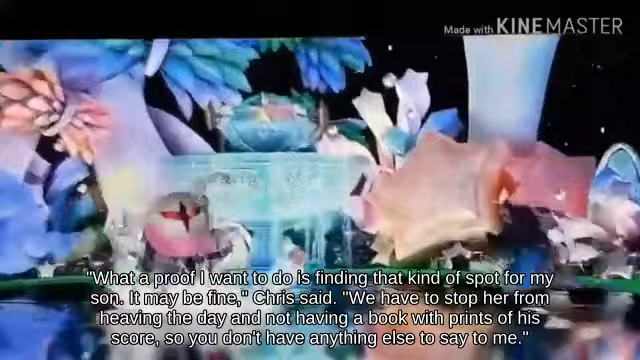 Made with KINEMASTER
"What a proof I want to do is finding that kind of spot for my
son. It may be fine," Chris said. "We have to stop her from
heaving the day and not having a book with prints of his
score, so you don't have anything else to say to me."